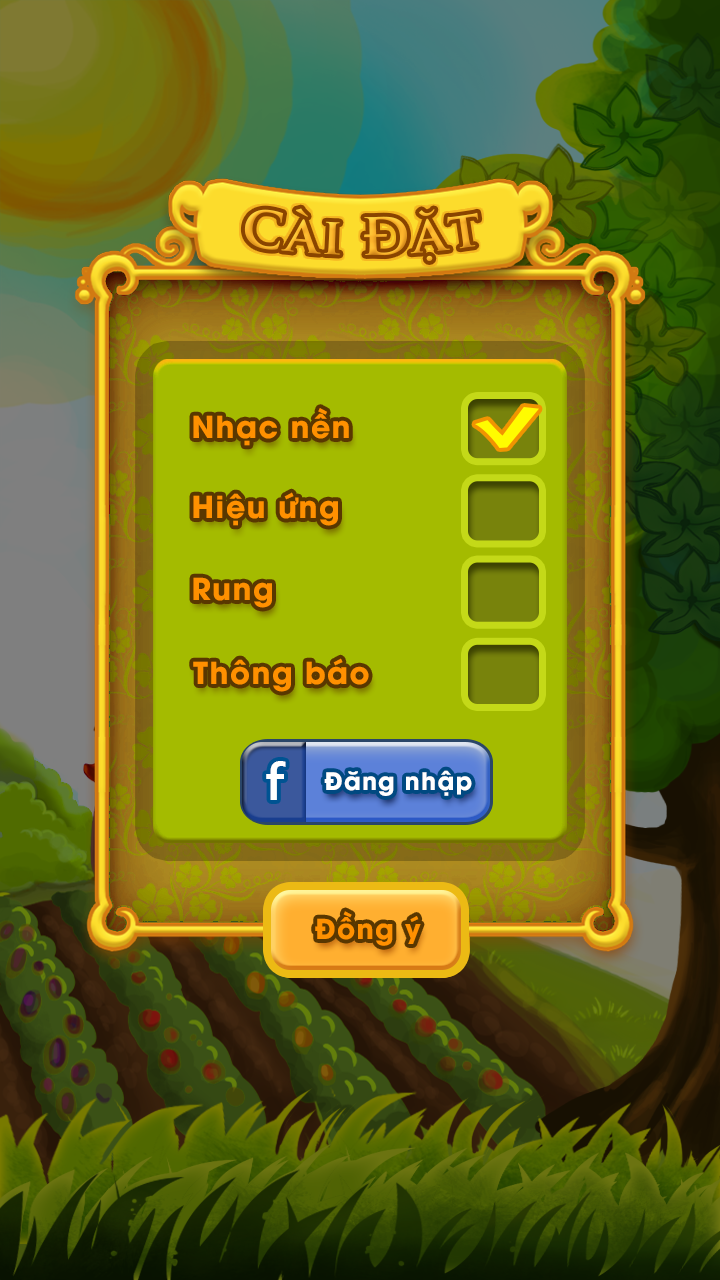 CÀI ĐẶT
Nhạc nền
Hiệu ứng
Rung
Thông báo
f Đăng nhập
Đồng ý